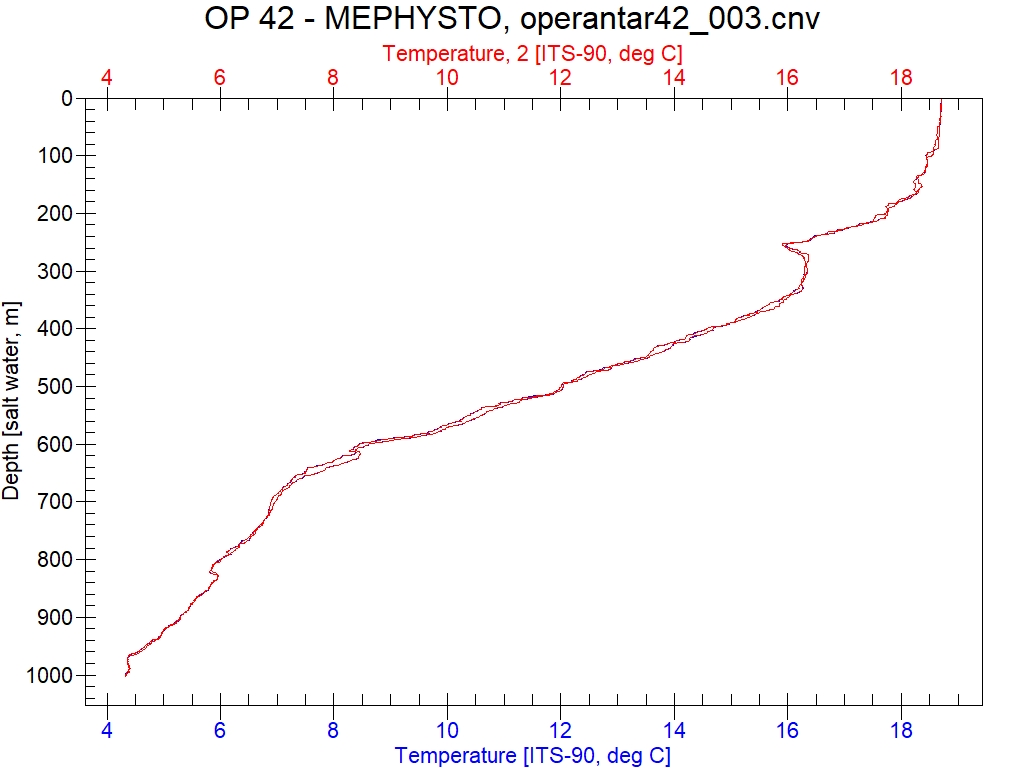 OP 42 - MEPHYSTO, operantar42_003.cnv
Temperature, 2 [ITS-90, deg C]
4 6 8 10 12 14 16 18
0
100
200
300
400
500
600
700
800
900
1000
Depth [salt water, m]
4 6 8 10 12 14 16 18
Temperature [ITS-90, deg C]